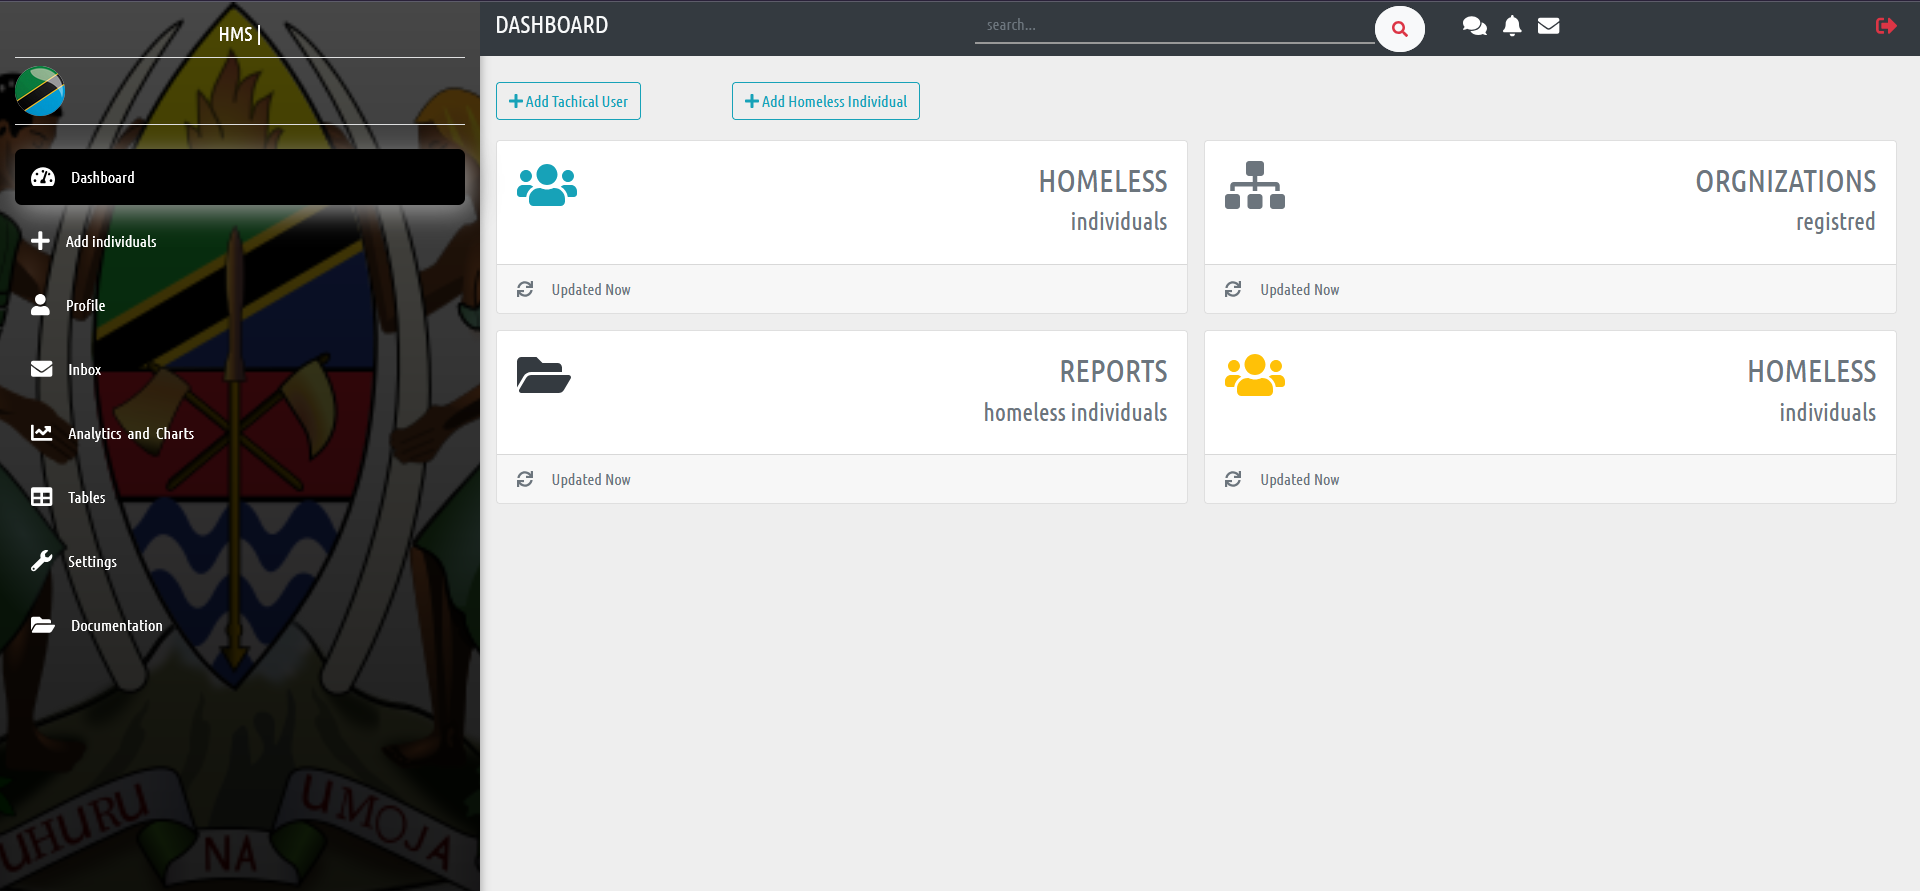 HMS |
DASHBOARD
search...
Add Tachical User
Add Homeless Individual
Dashboard
Add individuals
Profile
Inbox
Analytics and Charts
Tables
Settings
Documentation
HOMELESS
individuals
Updated Now
ORGNIZATIONS
registred
Updated Now
REPORTS
homeless individuals
Updated Now
HOMELESS
individuals
Updated Now
UHURU NA UMOJA